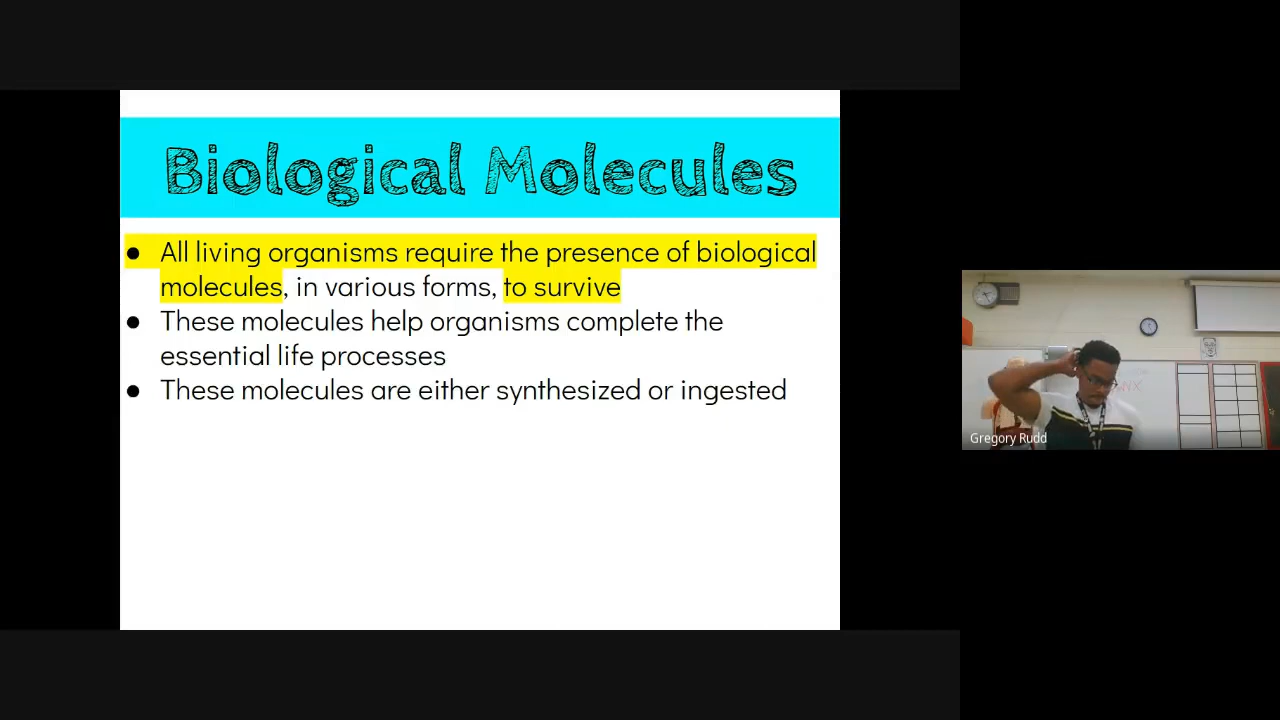 Biological Molecules
● All living organisms require the presence of biological
molecules, in various forms, to survive
● These molecules help organisms complete the
essential life processes
● These molecules are either synthesized or ingested
Gregory Rudd